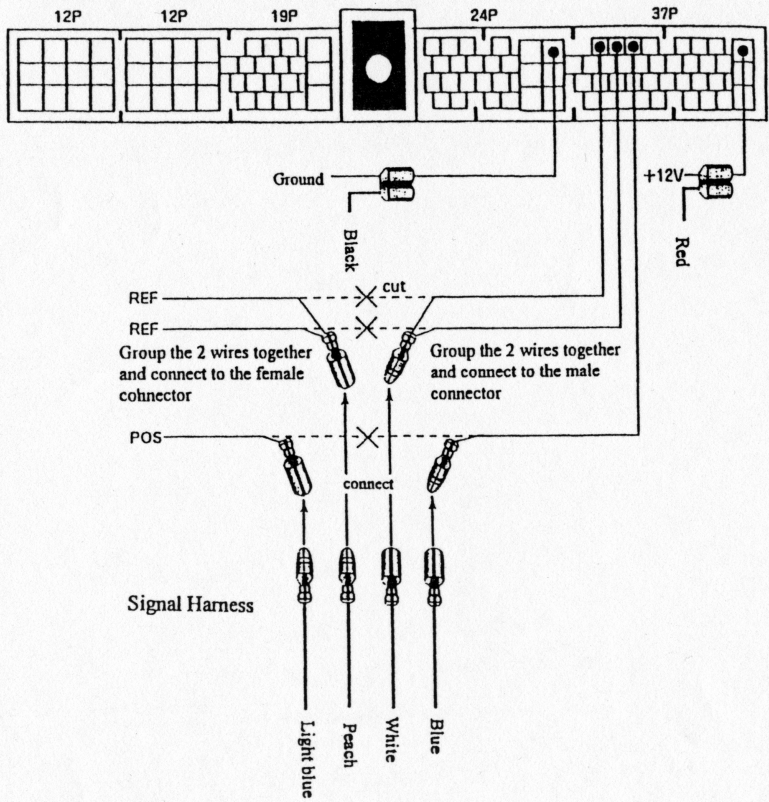 12P 12P 19P 24P 37P
Ground
+12V
Black
Red
cut
REF
REF
Group the 2 wires together
and connect to the female
cohnector
Group the 2 wires together
and connect to the male
connector
POS
connect
Signal Harness
Light blue
Peach
White
Blue